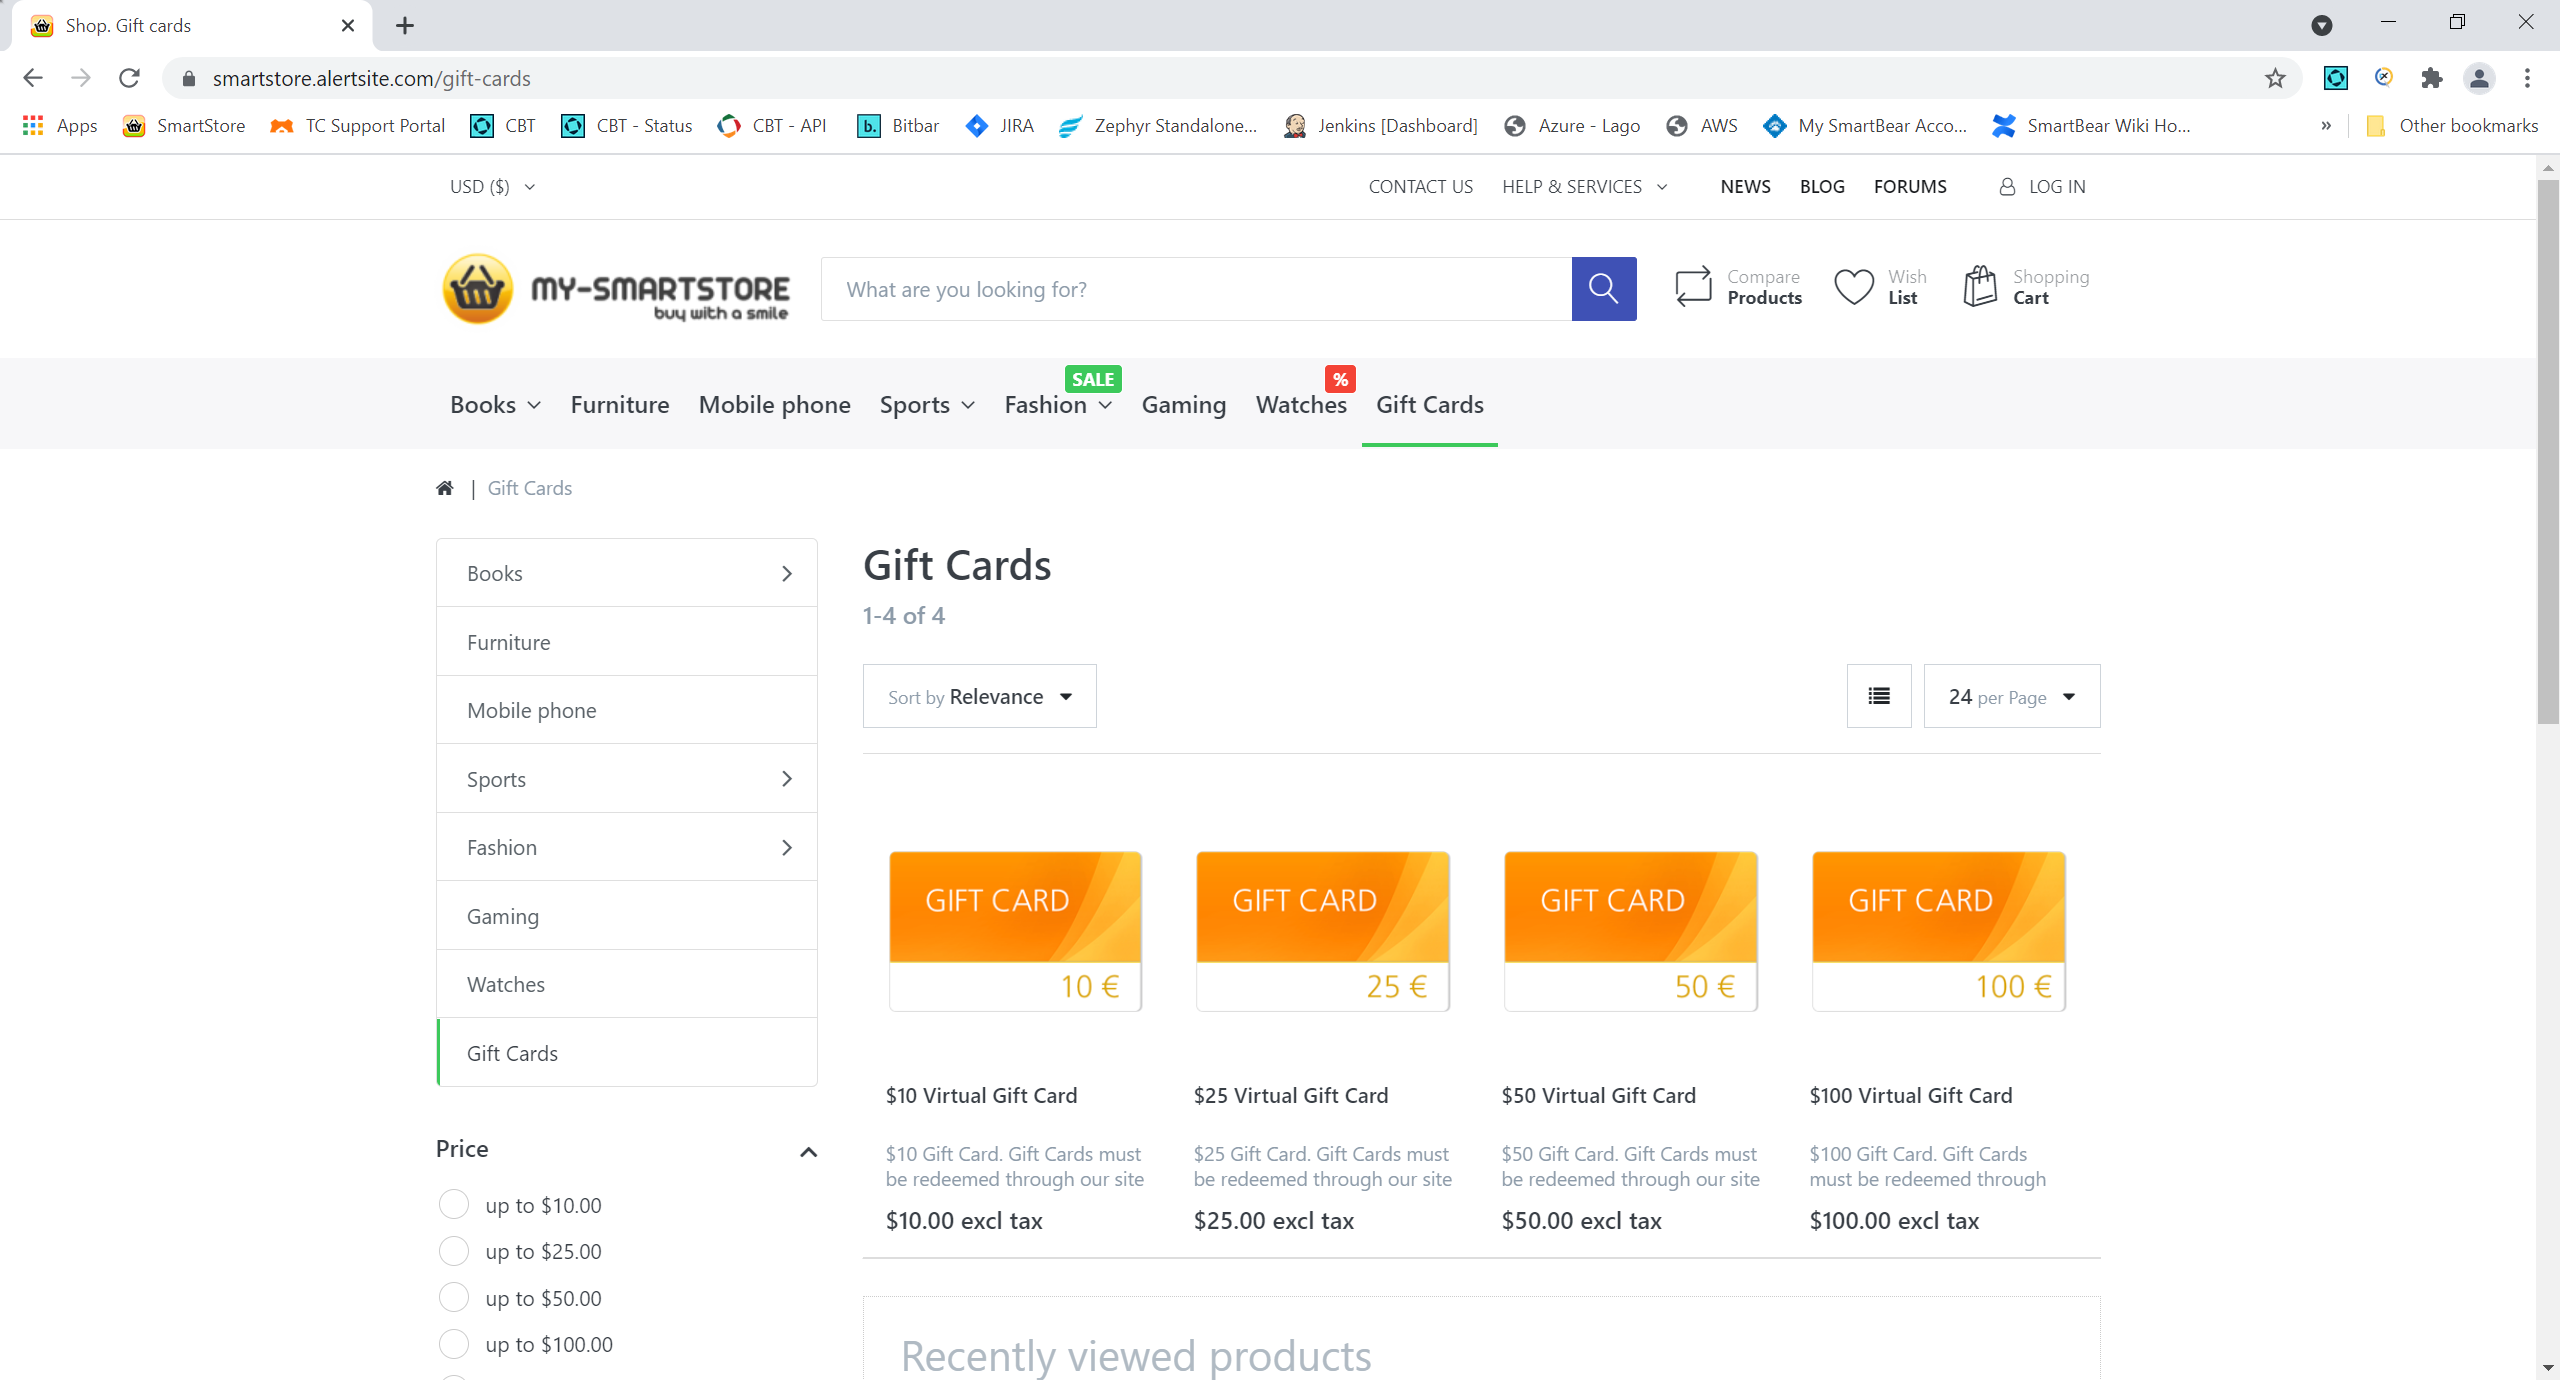 Shop. Gift cards
smartstore.alertsite.com/gift-cards
Apps SmartStore TC Support Portal CBT CBT - Status CBT - API b. Bitbar JIRA Zephyr Standalone... Jenkins [Dashboard] Azure - Lago AWS My SmartBear Acco... SmartBear Wiki Ho... » Other bookmarks
USD ($) CONTACT US HELP & SERVICES NEWS BLOG FORUMS LOG IN
MY-SMARTSTORE
buy with a smile
What are you looking for?
Compare
Products
Wish
List
Shopping
Cart
SALE %
Books Furniture Mobile phone Sports Fashion Gaming Watches Gift Cards
| Gift Cards
Books
Furniture
Mobile phone
Sports
Fashion
Gaming
Watches
Gift Cards
Price
up to $10.00
up to $25.00
up to $50.00
up to $100.00
Gift Cards
1-4 of 4
Sort by Relevance
24 per Page
GIFT CARD
10 €
$10 Virtual Gift Card
$10 Gift Card. Gift Cards must
be redeemed through our site
$10.00 excl tax
GIFT CARD
25 €
$25 Virtual Gift Card
$25 Gift Card. Gift Cards must
be redeemed through our site
$25.00 excl tax
GIFT CARD
50 €
$50 Virtual Gift Card
$50 Gift Card. Gift Cards must
be redeemed through our site
$50.00 excl tax
GIFT CARD
100 €
$100 Virtual Gift Card
$100 Gift Card. Gift Cards
must be redeemed through
$100.00 excl tax
Recently viewed products